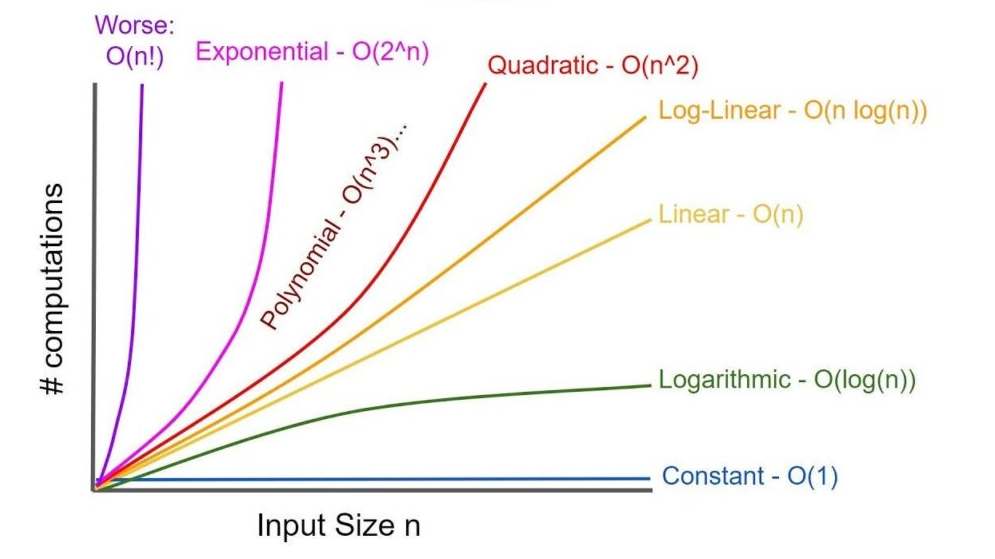 Worse:
O(n!)
Exponential - O(2^n)
Quadratic - O(n^2)
Log-Linear - O(n log(n))
Polynomial - O(n^3)...
Linear - O(n)
# computations
Logarithmic - O(log(n))
Constant - O(1)
Input Size n